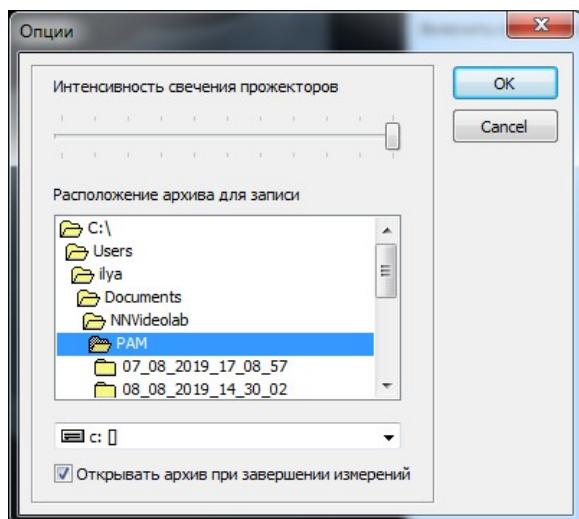 Опции
Интенсивность свечения прожекторов
OK
Cancel
Расположение архива для записи
C:\
Users
ilya
Documents
NNVideolab
PAM
07_08_2019_17_08_57
08_08_2019_14_30_02
c: []
Открывать архив при завершении измерений